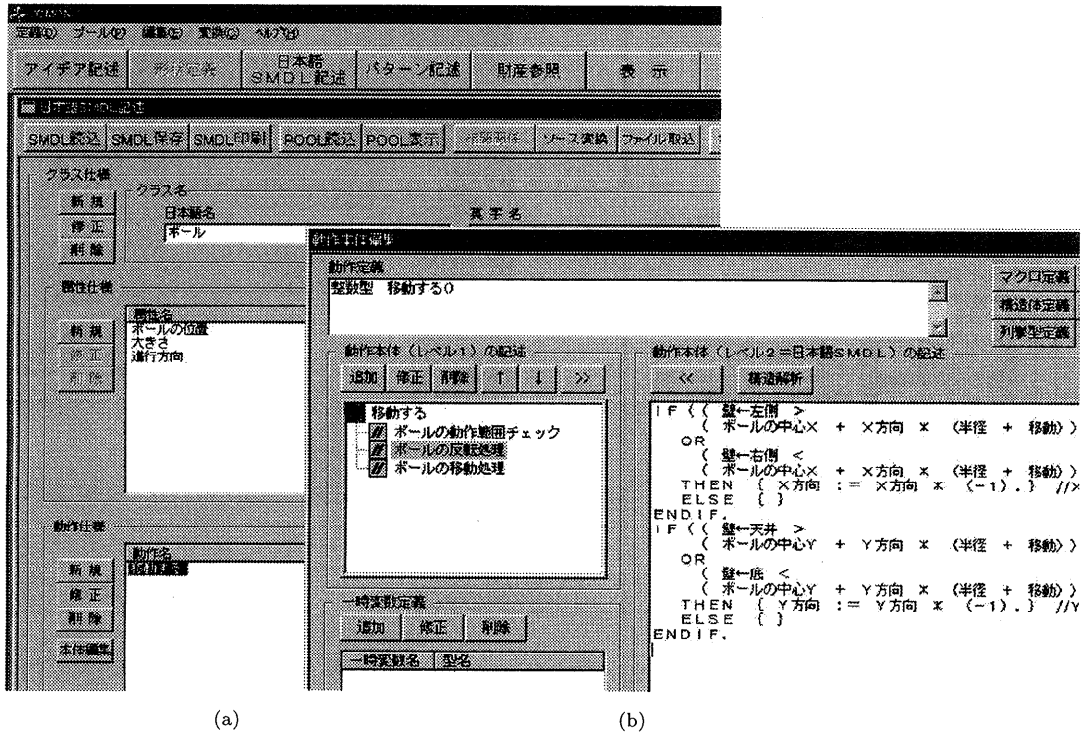 定義(D) プール(P) 編集(E) 変換(C) ヘルプ(H)
アイデア記述 形状定義 日本語SMDL記述 パターン記述 財産参照 表 示
日本語SMDL記述
SMDL読込 SMDL保存 SMDL印刷 POOL読込 POOL表示 ソース変換 ファイル取込
クラス仕様
新 規
修 正
削 除
クラス名
日本語名 英 字 名
ボール
属性仕様
新 規
修 正
削 除
属性名
ボールの位置
大きさ
進行方向
動作仕様
新 規
修 正
削 除
本体編集
動作名
動作本体編集
動作定義
整数型 移動する()
マクロ定義
構造体定義
列挙型定義
動作本体(レベル1)の記述
追加 修正 削除 ↑ ↓ >>
移動する
ボールの動作範囲チェック
ボールの反転処理
ボールの移動処理
一時変数定義
追加 修正 削除
一時変数名 型名
動作本体(レベル2=日本語SMDL)の記述
<< 構造解析
IF (( 壁←左側 >
( ボールの中心X + X方向 * (半径 + 移動))
OR
( 壁←右側 <
( ボールの中心X + X方向 * (半径 + 移動))
THEN { X方向 := X方向 * (-1). } //X
ELSE { }
ENDIF.
IF (( 壁←天井 >
( ボールの中心Y + Y方向 * (半径 + 移動))
OR
( 壁←底 <
( ボールの中心Y + Y方向 * (半径 + 移動))
THEN { Y方向 := Y方向 * (-1). } //Y
ELSE { }
ENDIF.
(a)
(b)